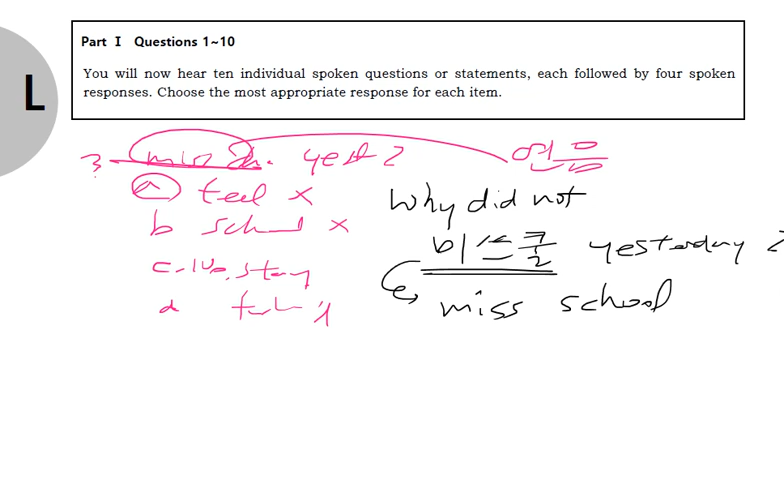 Part I Questions 1~10
You will now hear ten individual spoken questions or statements, each followed by four spoken
responses. Choose the most appropriate response for each item.
L
3 miss yest?
a feel x
b school x
c stay
d
Why did not
yesterday ?
miss school